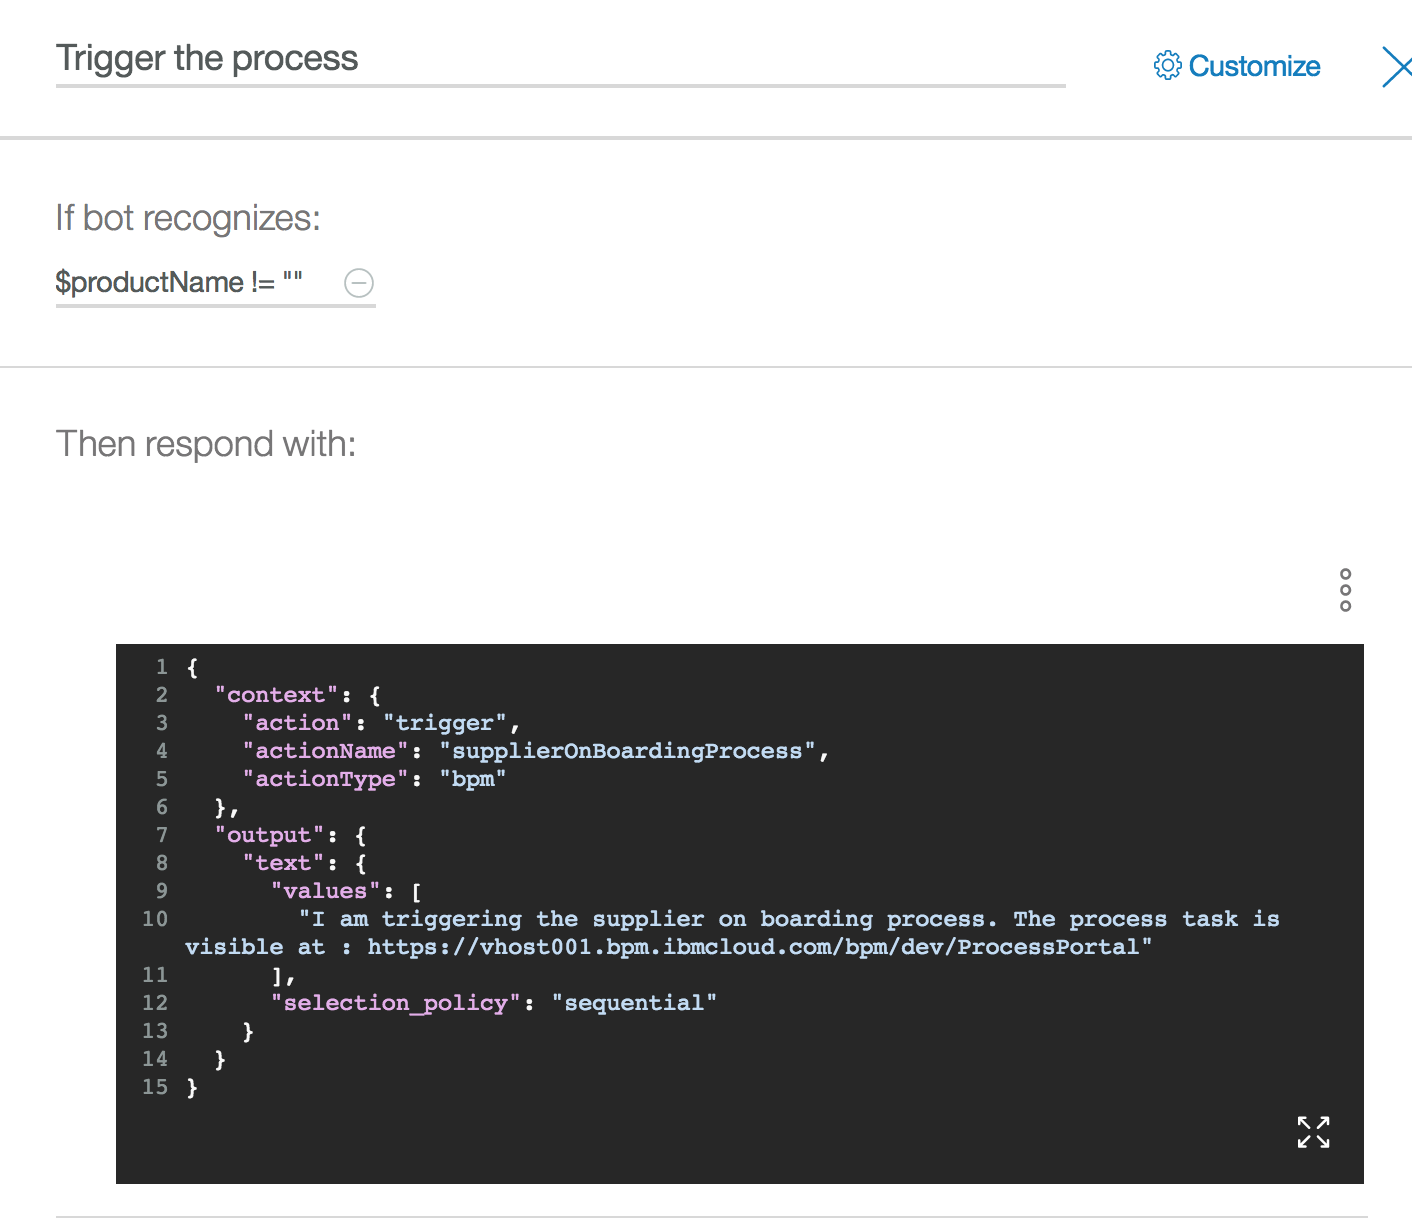 Trigger the process
Customize
If bot recognizes:
$productName != ""
Then respond with:
1 {
2 "context": {
3 "action": "trigger",
4 "actionName": "supplierOnBoardingProcess",
5 "actionType": "bpm"
6 },
7 "output": {
8 "text": {
9 "values": [
10 "I am triggering the supplier on boarding process. The process task is
visible at : https://vhost001.bpm.ibmcloud.com/bpm/dev/ProcessPortal"
11 ],
12 "selection_policy": "sequential"
13 }
14 }
15 }